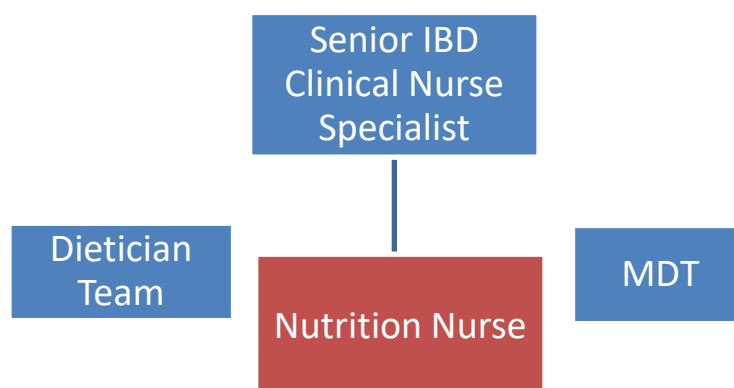 Senior IBD
Clinical Nurse
Specialist
Dietician
Team
Nutrition Nurse
MDT